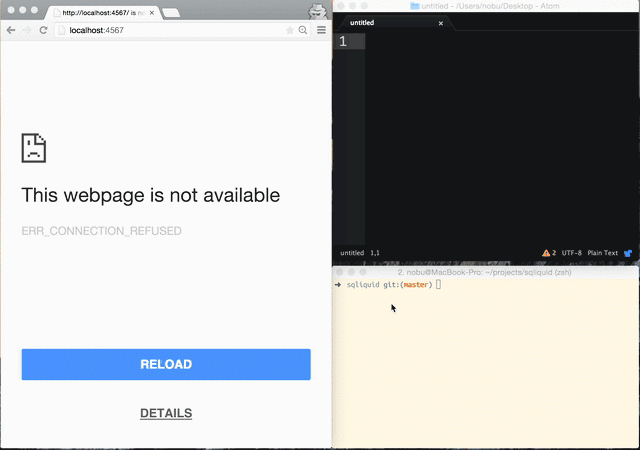 http://localhost:4567/ is n
localhost:4567
This webpage is not available
ERR_CONNECTION_REFUSED
RELOAD
DETAILS
untitled - /Users/nobu/Desktop - Atom
untitled
1
untitled 1,1
2 UTF-8 Plain Text
2. nobu@MacBook-Pro: ~/projects/sqliquid (zsh)
➜ sqliquid git:(master)